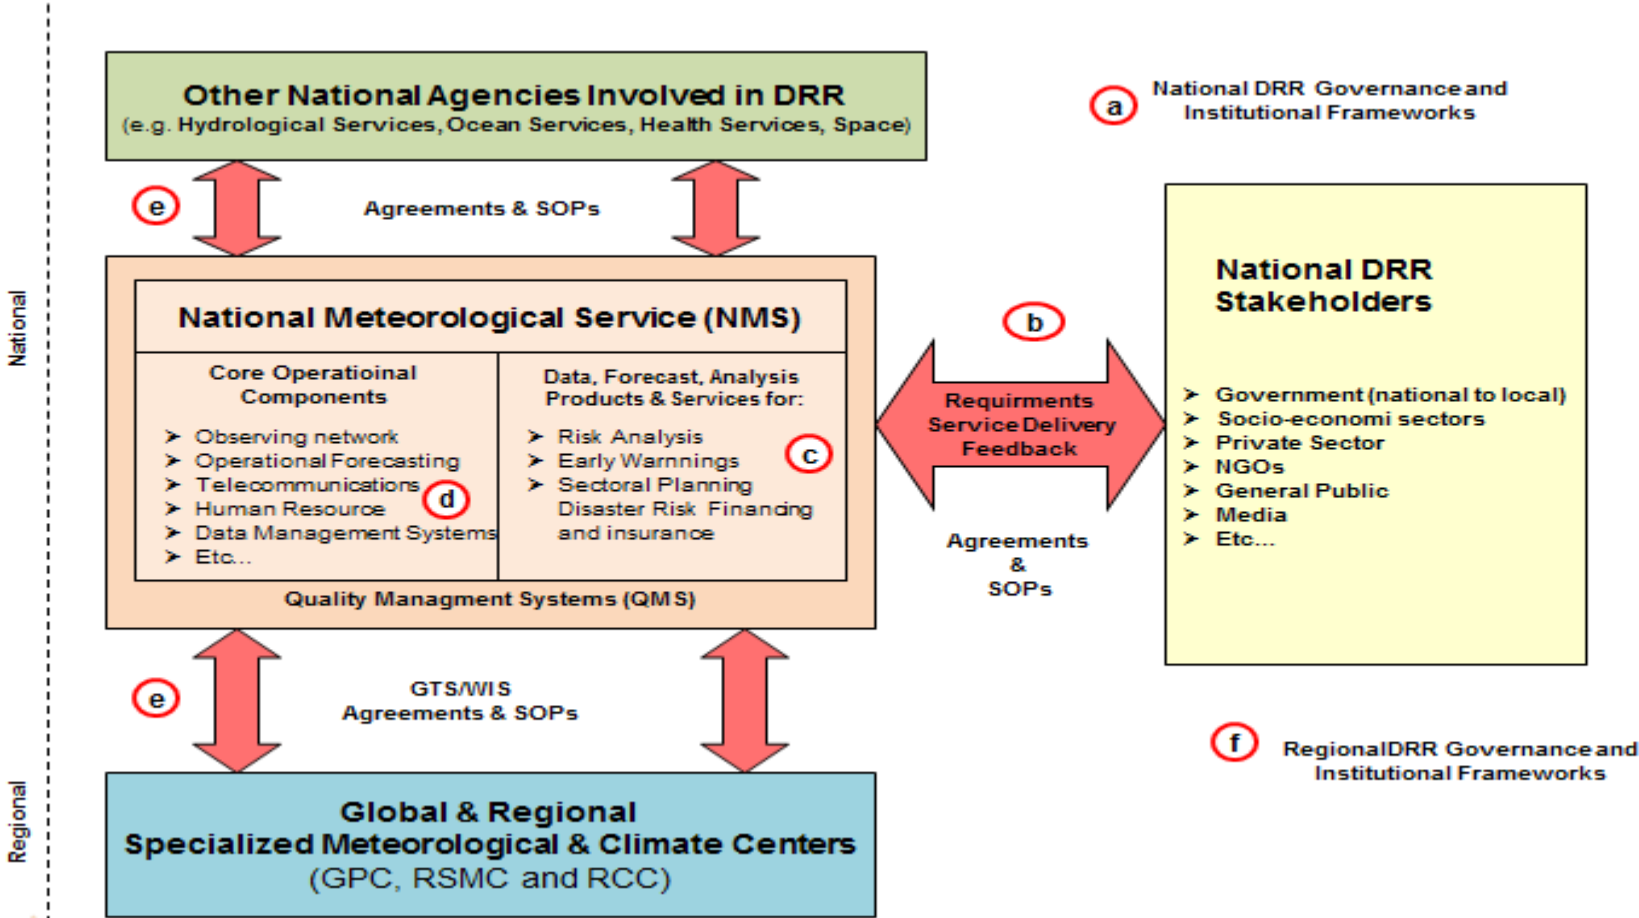 Other National Agencies Involved in DRR
(e.g. Hydrological Services, Ocean Services, Health Services, Space)
a
National DRR Governance and
Institutional Frameworks
e
Agreements & SOPs
National
National Meteorological Service (NMS)
Core Operatioinal
Components
➤ Observing network
➤ Operational Forecasting
➤ Telecommunications
➤ Human Resource
➤ Data Management Systems
➤ Etc...
d
Data, Forecast, Analysis
Products & Services for:
➤ Risk Analysis
➤ Early Warnnings
➤ Sectoral Planning
Disaster Risk Financing
and insurance
c
Quality Managment Systems (QMS)
b
Requirments
Service Delivery
Feedback
Agreements
&
SOPs
National DRR
Stakeholders
➤ Government (national to local)
➤ Socio-economi sectors
➤ Private Sector
➤ NGOs
➤ General Public
➤ Media
➤ Etc...
e
GTS/WIS
Agreements & SOPs
f
RegionalDRR Governance and
Institutional Frameworks
Regional
Global & Regional
Specialized Meteorological & Climate Centers
(GPC, RSMC and RCC)